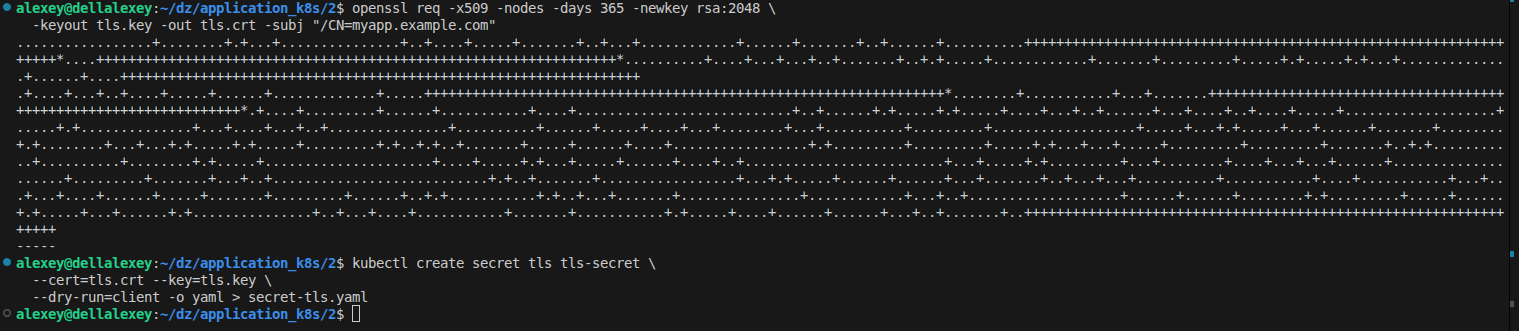 alexey@dellalexey:~/dz/application_k8s/2$ openssl req -x509 -nodes -days 365 -newkey rsa:2048 \
  -keyout tls.key -out tls.crt -subj "/CN=myapp.example.com"
-----
alexey@dellalexey:~/dz/application_k8s/2$ kubectl create secret tls tls-secret \
  --cert=tls.crt --key=tls.key \
  --dry-run=client -o yaml > secret-tls.yaml
alexey@dellalexey:~/dz/application_k8s/2$